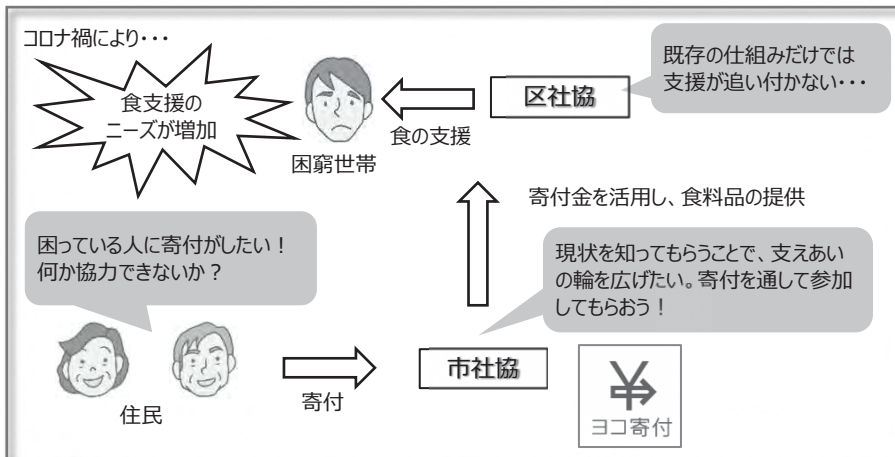 コロナ禍により・・・
食支援の
ニーズが増加
困窮世帯
食の支援
区社協
既存の仕組みだけでは
支援が追い付かない・・・
寄付金を活用し、食料品の提供
困っている人に寄付がしたい！
何か協力できないか？
現状を知ってもらうことで、支えあい
の輪を広げたい。寄付を通して参加
してもらおう！
住民
寄付
市社協
ヨコ寄付